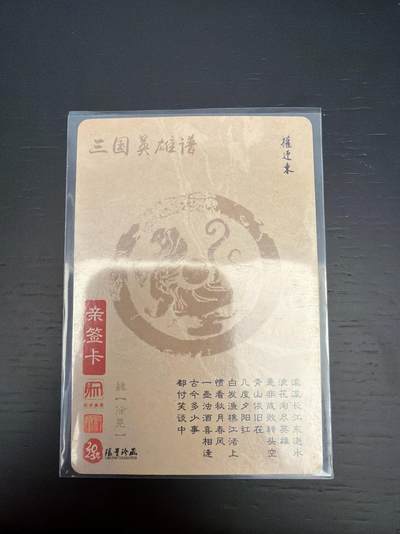 三国英雄谱
亲签卡
魏【徐晃】
滚滚长江东逝水
浪花淘尽英雄
是非成败转头空
青山依旧在
几度夕阳红
白发渔樵江渚上
惯看秋月春风
一壶浊酒喜相逢
古今多少事
都付笑谈中